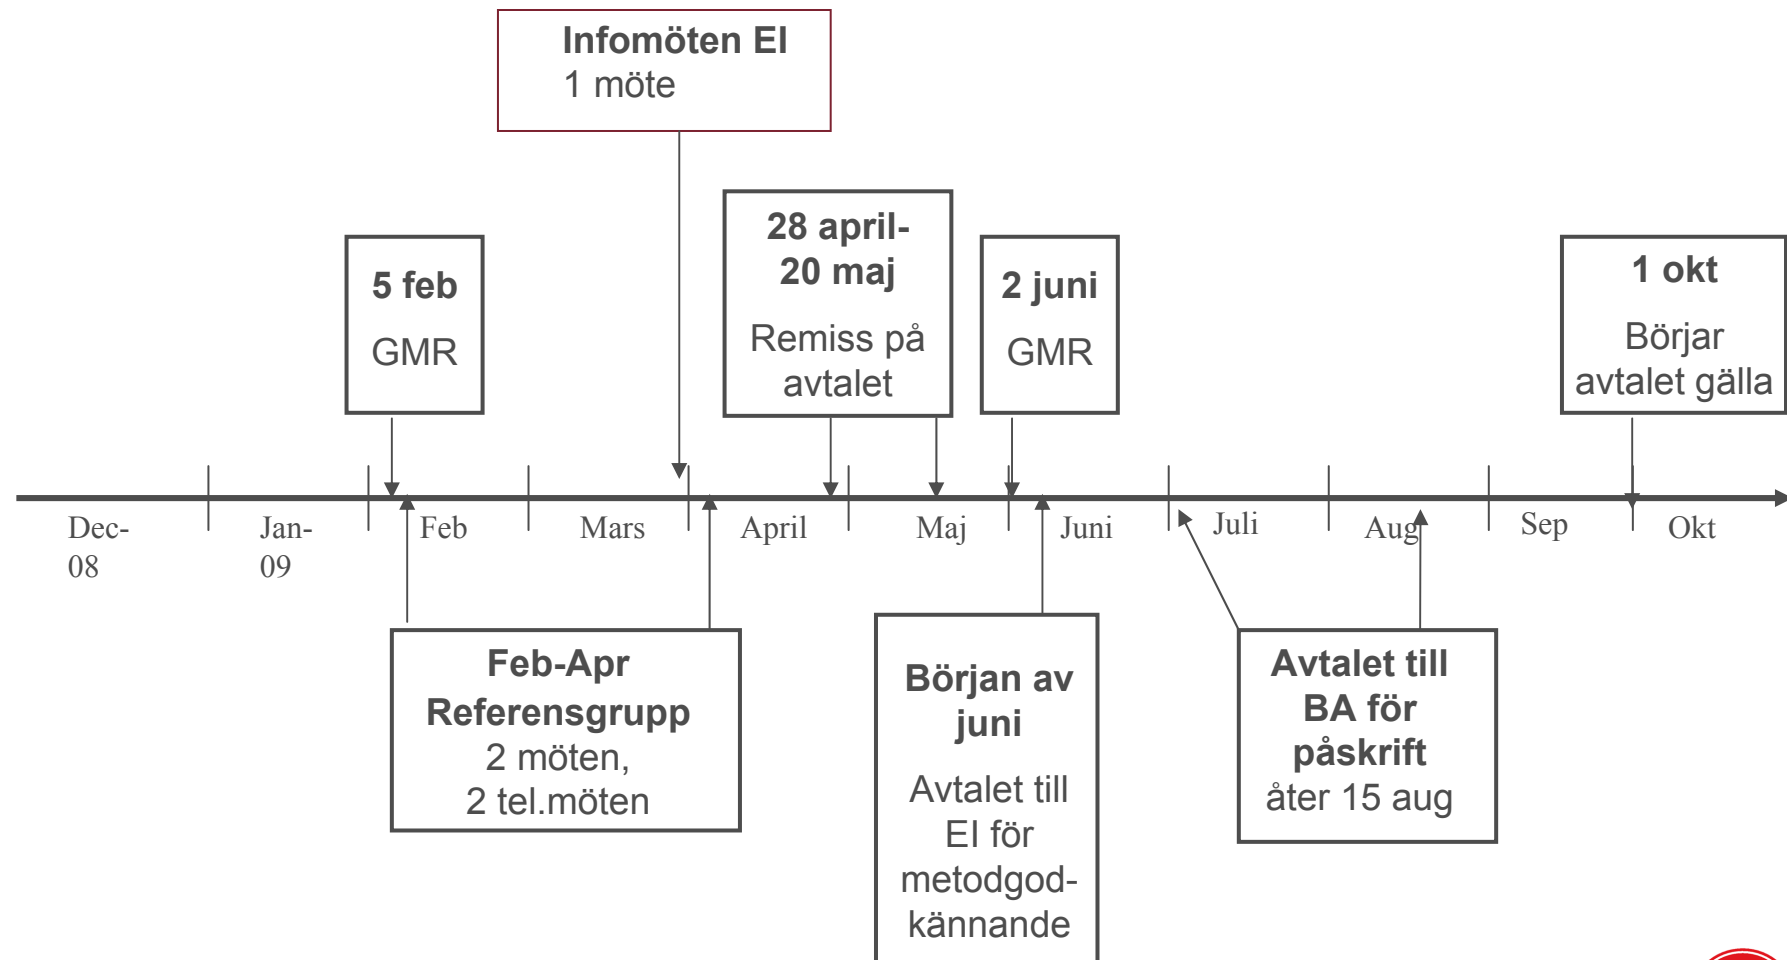 Infomöten EI
1 möte
5 feb
GMR
28 april-
20 maj
Remiss på
avtalet
2 juni
GMR
1 okt
Börjar
avtalet gälla
Dec-
08
Jan-
09
Feb
Mars
April
Maj
Juni
Juli
Aug
Sep
Okt
Feb-Apr
Referensgrupp
2 möten,
2 tel.möten
Början av
juni
Avtalet till
EI för
metodgod-
kännande
Avtalet till
BA för
påskrift
åter 15 aug